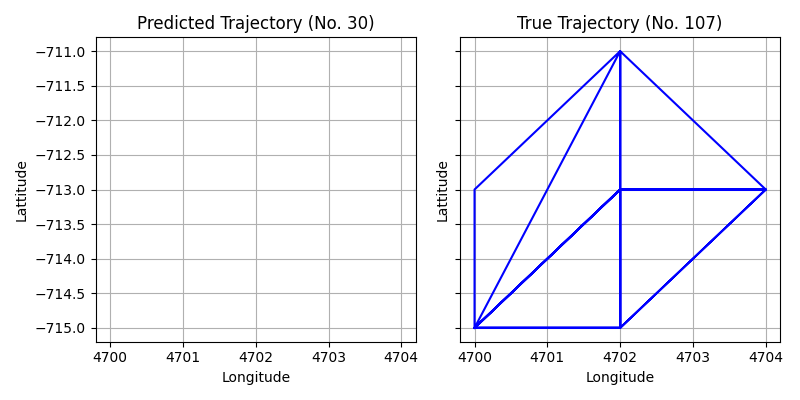 Predicted Trajectory (No. 30)
−711.0
−711.5
−712.0
−712.5
−713.0
−713.5
−714.0
−714.5
−715.0
Lattitude
4700 4701 4702 4703 4704
Longitude
True Trajectory (No. 107)
Lattitude
4700 4701 4702 4703 4704
Longitude